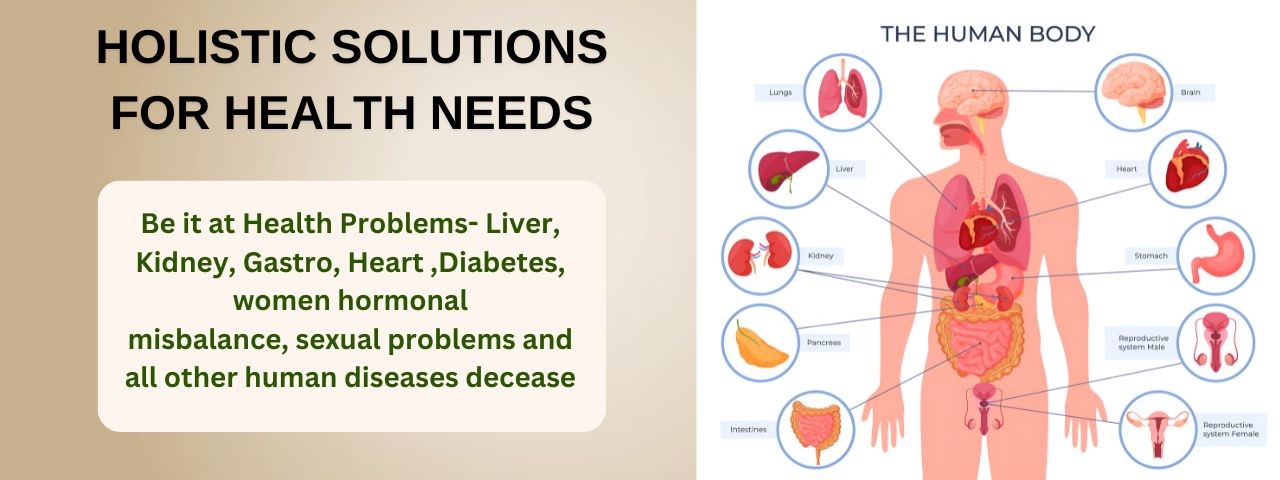 HOLISTIC SOLUTIONS
FOR HEALTH NEEDS
Be it at Health Problems- Liver,
Kidney, Gastro, Heart ,Diabetes,
women hormonal
misbalance, sexual problems and
all other human diseases decease
THE HUMAN BODY
Lungs
Brain
Liver
Heart
Kidney
Stomach
Pancreas
Reproductive
system Male
Intestines
Reproductive
system Female